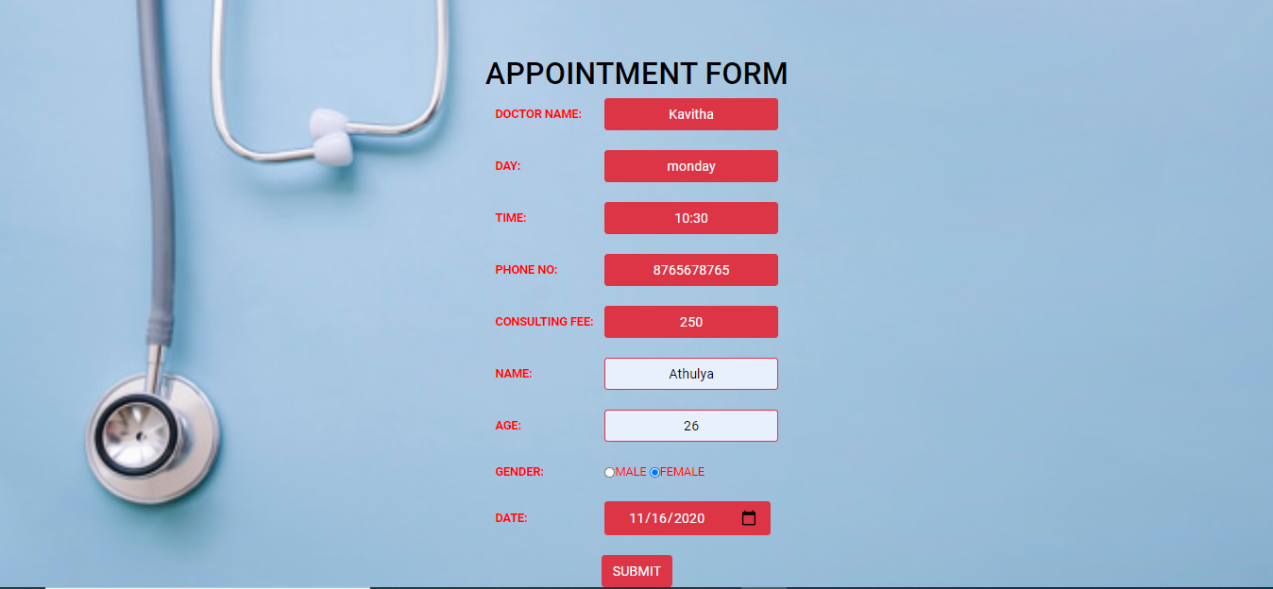 APPOINTMENT FORM
DOCTOR NAME: Kavitha
DAY: monday
TIME: 10:30
PHONE NO: 8765678765
CONSULTING FEE: 250
NAME: Athulya
AGE: 26
GENDER: MALE FEMALE
DATE: 11/16/2020
SUBMIT